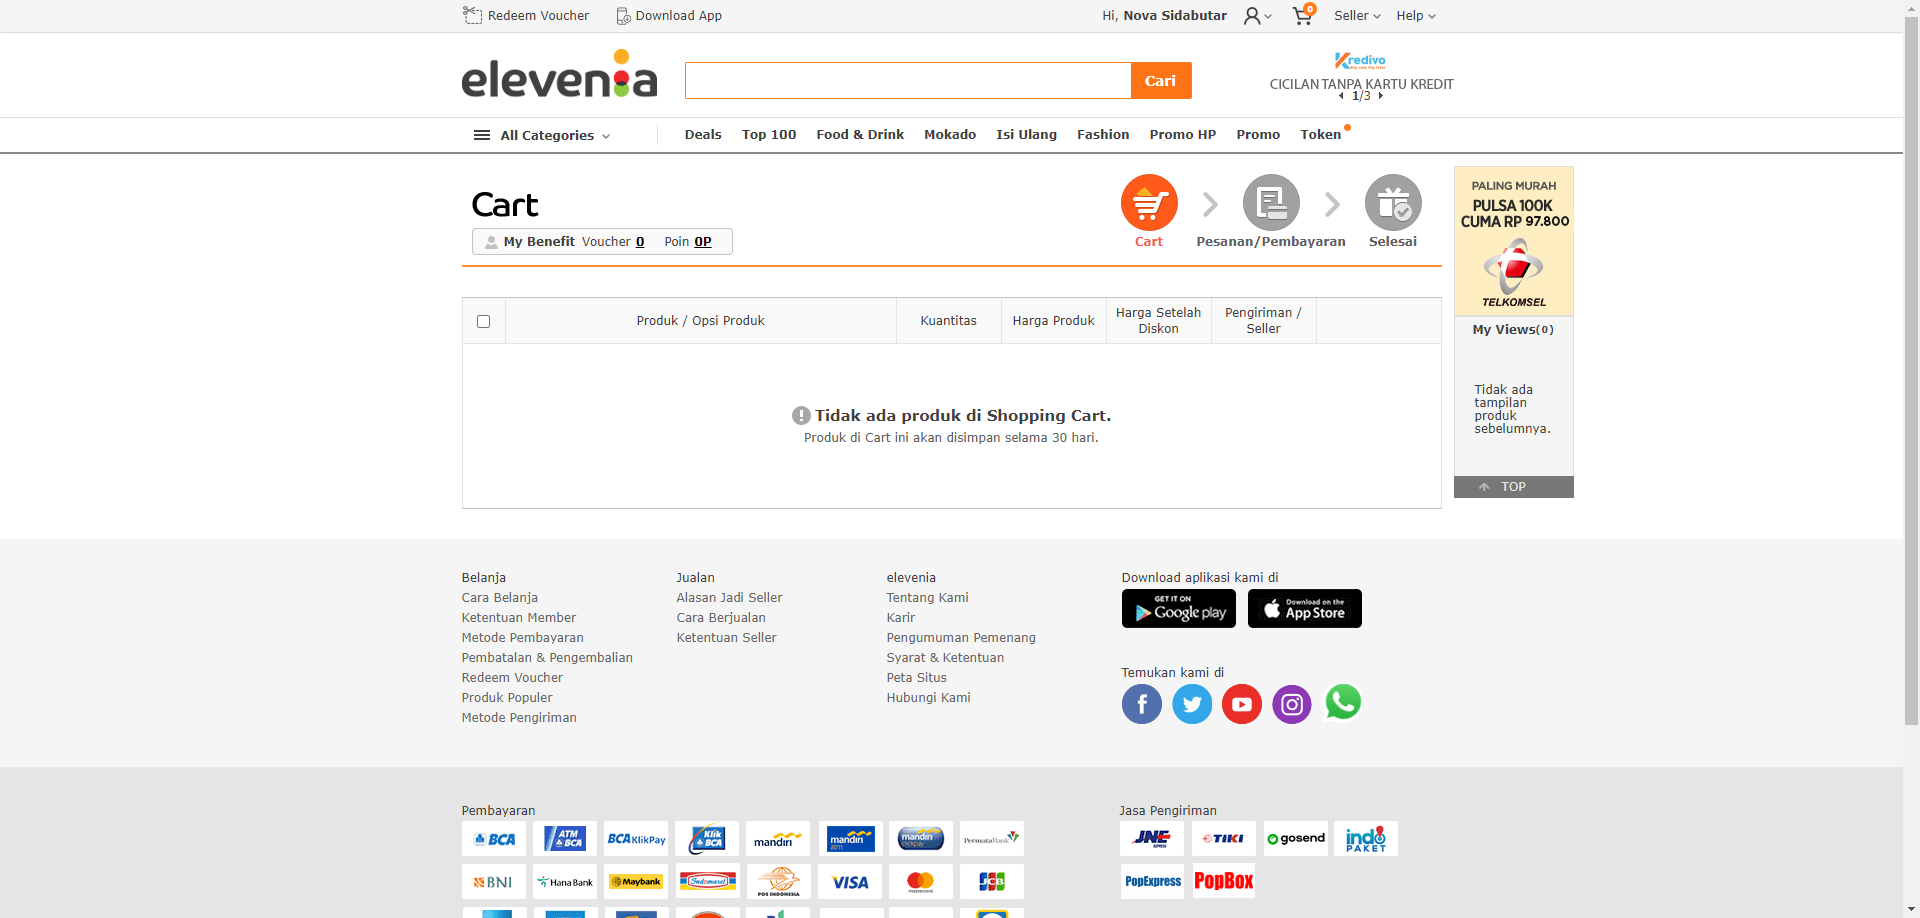 Redeem Voucher
Download App
Hi, Nova Sidabutar
0
Seller
Help
elevenia
Cari
Kredivo
CICILAN TANPA KARTU KREDIT
1/3
All Categories
Deals
Top 100
Food & Drink
Mokado
Isi Ulang
Fashion
Promo HP
Promo
Token
Cart
My Benefit Voucher 0 Poin 0P
Cart
Pesanan/Pembayaran
Selesai
PALING MURAH
PULSA 100K
CUMA RP 97.800
TELKOMSEL
My Views(0)
Tidak ada
tampilan
produk
sebelumnya.
TOP
Produk / Opsi Produk
Kuantitas
Harga Produk
Harga Setelah
Diskon
Pengiriman /
Seller
Tidak ada produk di Shopping Cart.
Produk di Cart ini akan disimpan selama 30 hari.
Belanja
Cara Belanja
Ketentuan Member
Metode Pembayaran
Pembatalan & Pengembalian
Redeem Voucher
Produk Populer
Metode Pengiriman
Jualan
Alasan Jadi Seller
Cara Berjualan
Ketentuan Seller
elevenia
Tentang Kami
Karir
Pengumuman Pemenang
Syarat & Ketentuan
Peta Situs
Hubungi Kami
Download aplikasi kami di
GET IT ON
Google play
Download on the
App Store
Temukan kami di
Pembayaran
BCA
ATM
BCA
BCA KlikPay
Klik
BCA
mandiri
mandiri
atm
mandiri
clickpay
PermataBank
BNI
Hana Bank
Maybank
Indomaret
POS INDONESIA
VISA
mastercard
JCB
Jasa Pengiriman
JNE
EXPRESS
TIKI
gosend
indo
PAKET
PopExpress
PopBox